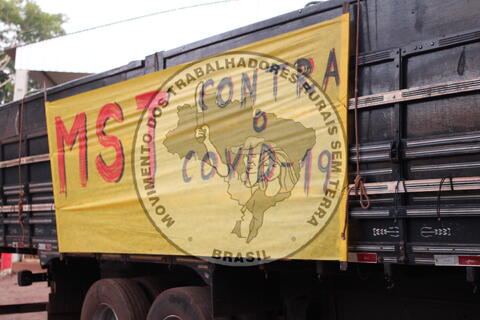 MST CONTRA
O
COVID-19
MOVIMENTO DOS TRABALHADORES RURAIS SEM TERRA
BRASIL